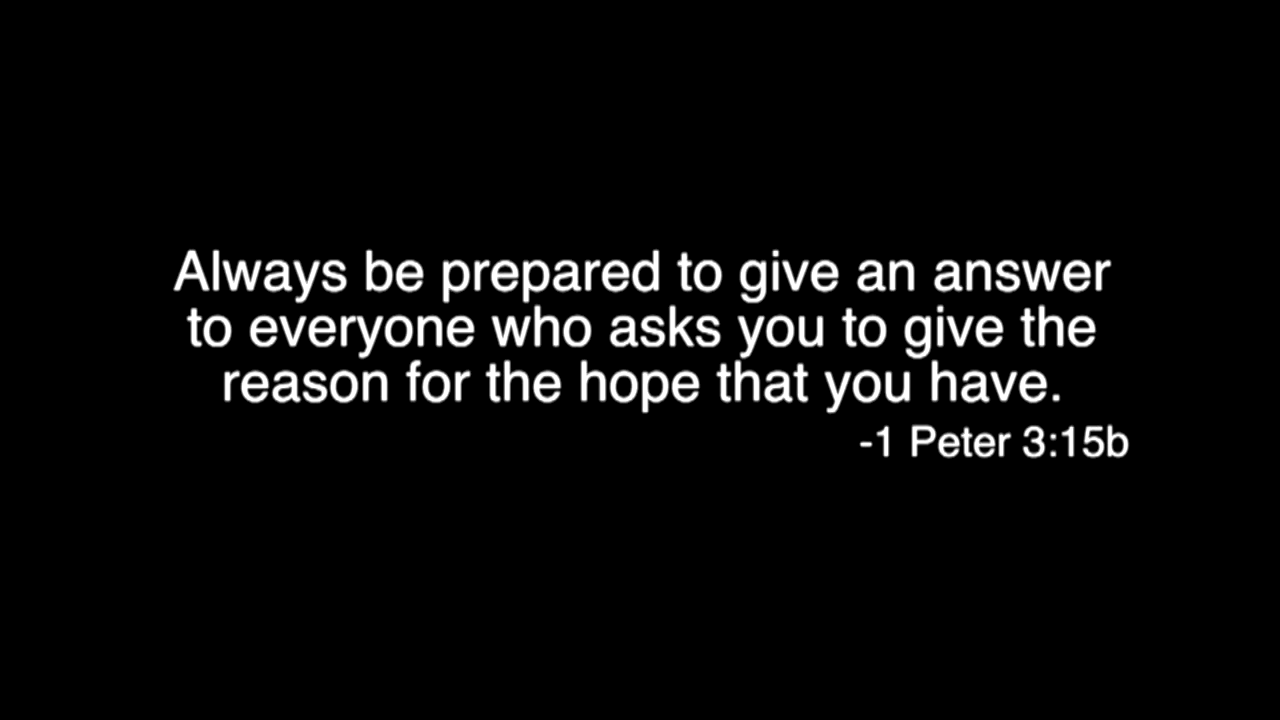 Always be prepared to give an answer
to everyone who asks you to give the
reason for the hope that you have.
-1 Peter 3:15b